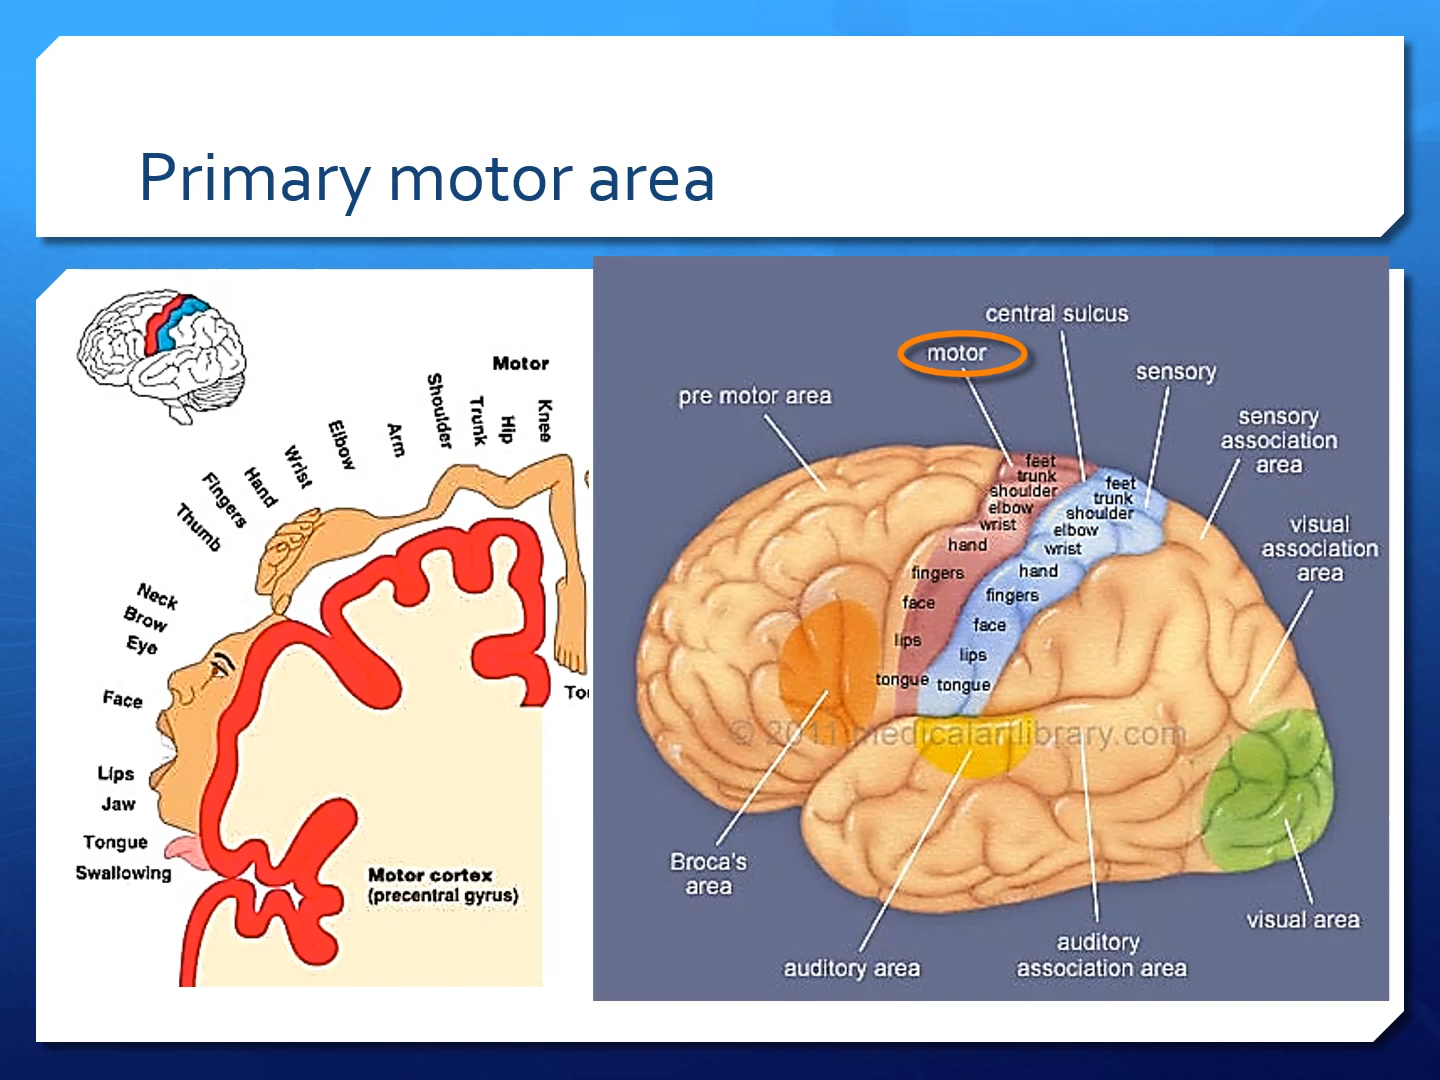 Primary motor area
Motor
Shoulder
Trunk
Hip
Knee
Arm
Elbow
Wrist
Hand
Fingers
Thumb
Neck
Brow
Eye
Face
Lips
Jaw
Tongue
Swallowing
Motor cortex
(precentral gyrus)
central sulcus
motor
sensory
pre motor area
sensory
association
area
visual
association
area
feet
trunk
shoulder
elbow
wrist
hand
fingers
face
lips
tongue
feet
trunk
shoulder
elbow
wrist
hand
fingers
face
lips
tongue
© 2011 medicalartlibrary.com
Broca's
area
auditory area
auditory
association area
visual area